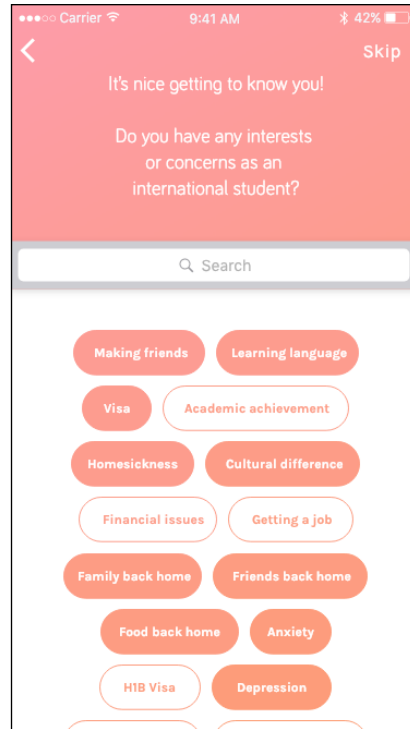 Carrier 9:41 AM 42%
Skip
It's nice getting to know you!
Do you have any interests
or concerns as an
international student?
Search
Making friends Learning language
Visa Academic achievement
Homesickness Cultural difference
Financial issues Getting a job
Family back home Friends back home
Food back home Anxiety
H1B Visa Depression